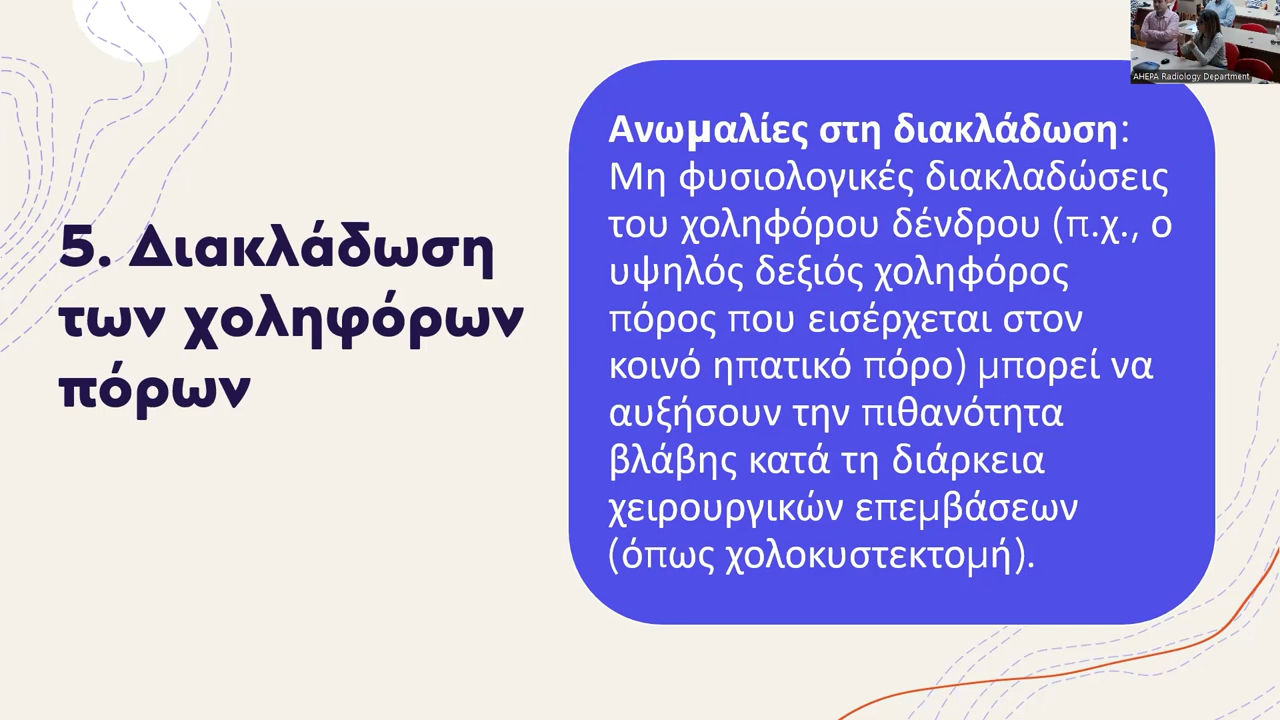 5. Διακλάδωση
των χοληφόρων
πόρων
Ανωμαλίες στη διακλάδωση:
Μη φυσιολογικές διακλαδώσεις
του χοληφόρου δένδρου (π.χ., ο
υψηλός δεξιός χοληφόρος
πόρος που εισέρχεται στον
κοινό ηπατικό πόρο) μπορεί να
αυξήσουν την πιθανότητα
βλάβης κατά τη διάρκεια
χειρουργικών επεμβάσεων
(όπως χολοκυστεκτομή).
AHEPA Radiology Department